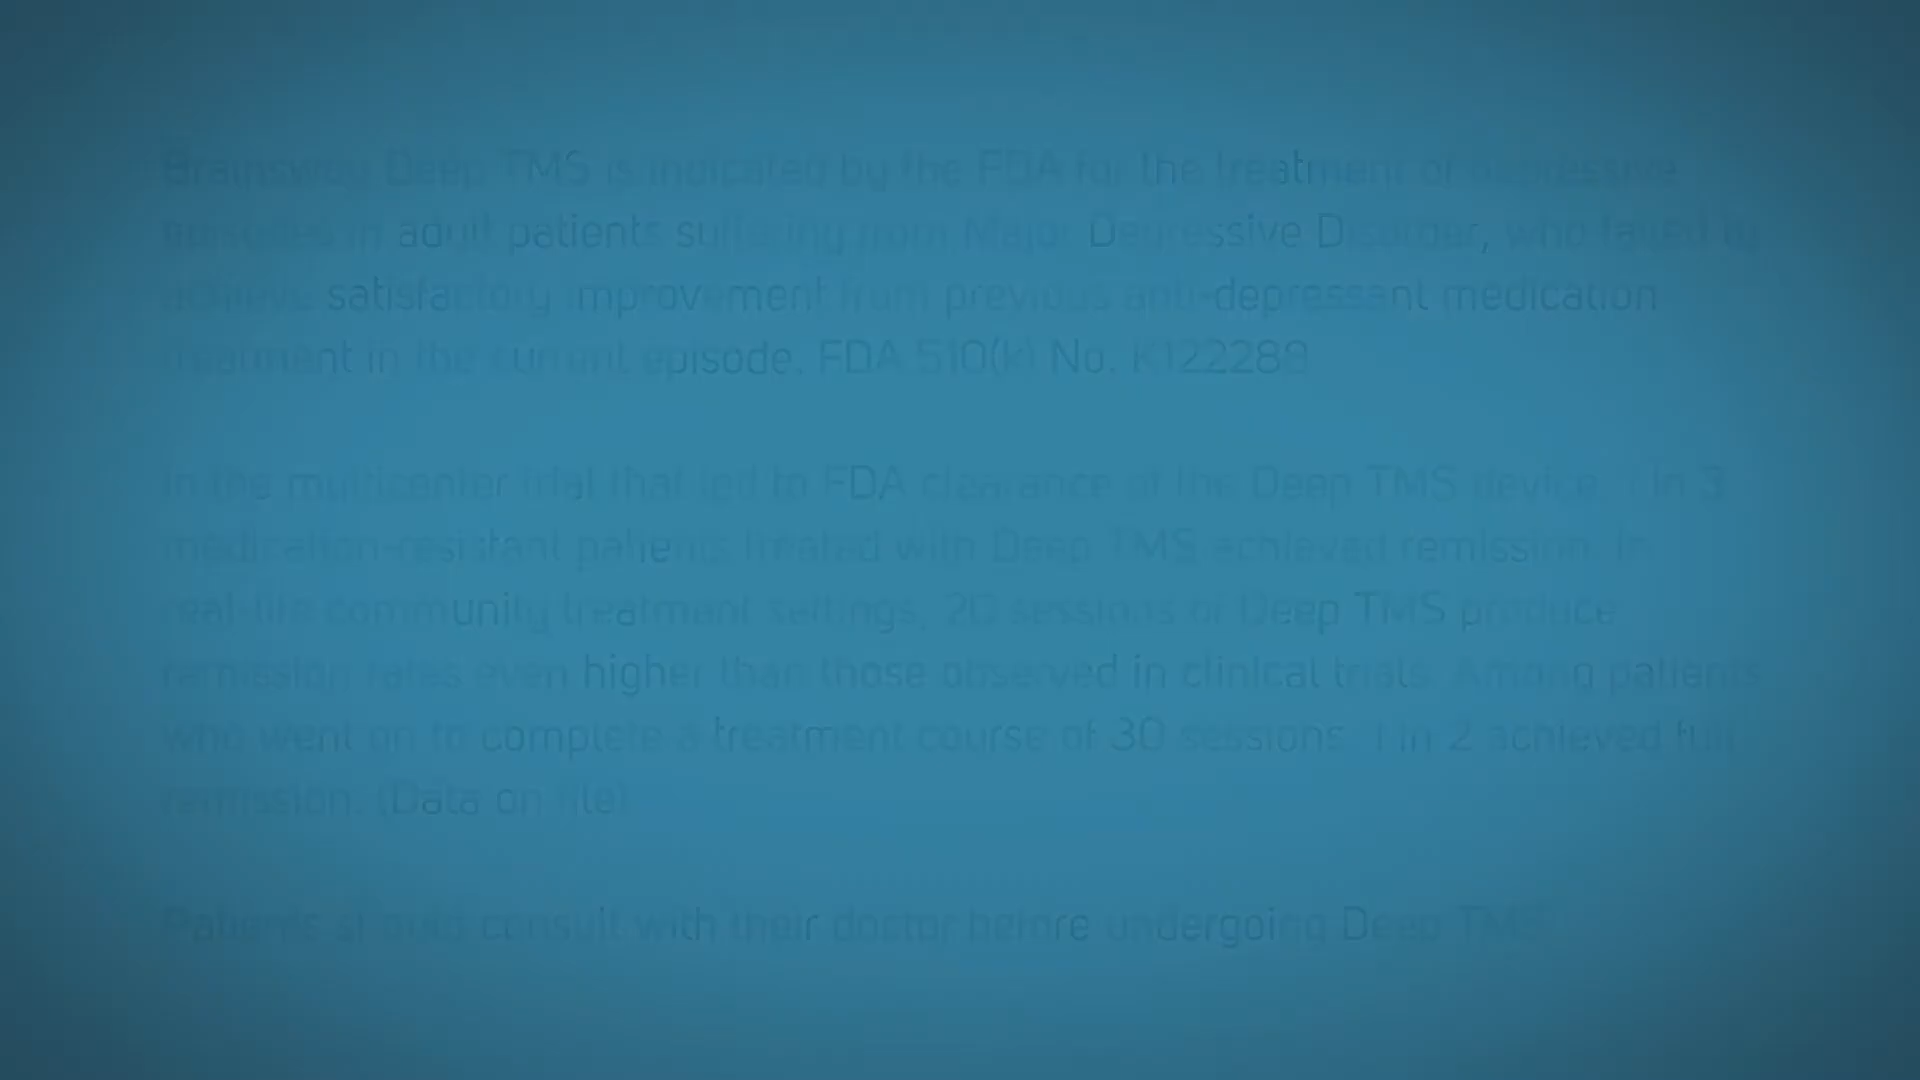 Brainsway Deep TMS is indicated by the FDA for the treatment of depressive
episodes in adult patients suffering from Major Depressive Disorder, who failed to
achieve satisfactory improvement from previous anti-depressant medication
treatment in the current episode. FDA 510(k) No. K122288
In the multicenter trial that led to FDA clearance of the Deep TMS device, 1 in 3
medication-resistant patients treated with Deep TMS achieved remission. In
real-life community treatment settings, 20 sessions of Deep TMS produce
remission rates even higher than those observed in clinical trials. Among patients
who went on to complete a treatment course of 30 sessions, 1 in 2 achieved full
remission. (Data on file)
Patients should consult with their doctor before undergoing Deep TMS